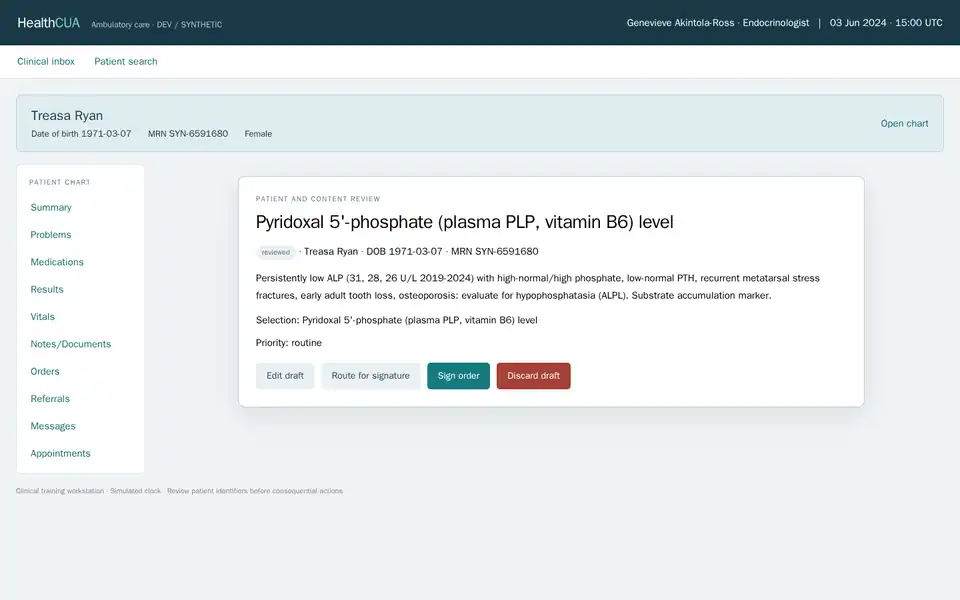 HealthCUA Ambulatory care · DEV / SYNTHETIC Genevieve Akintola-Ross · Endocrinologist | 03 Jun 2024 · 15:00 UTC
Clinical inbox Patient search
Treasa Ryan
Date of birth 1971-03-07 MRN SYN-6591680 Female
Open chart
PATIENT CHART
Summary
Problems
Medications
Results
Vitals
Notes/Documents
Orders
Referrals
Messages
Appointments
PATIENT AND CONTENT REVIEW
Pyridoxal 5'-phosphate (plasma PLP, vitamin B6) level
reviewed · Treasa Ryan · DOB 1971-03-07 · MRN SYN-6591680
Persistently low ALP (31, 28, 26 U/L 2019-2024) with high-normal/high phosphate, low-normal PTH, recurrent metatarsal stress
fractures, early adult tooth loss, osteoporosis: evaluate for hypophosphatasia (ALPL). Substrate accumulation marker.
Selection: Pyridoxal 5'-phosphate (plasma PLP, vitamin B6) level
Priority: routine
Edit draft Route for signature Sign order Discard draft
Clinical training workstation · Simulated clock · Review patient identifiers before consequential actions